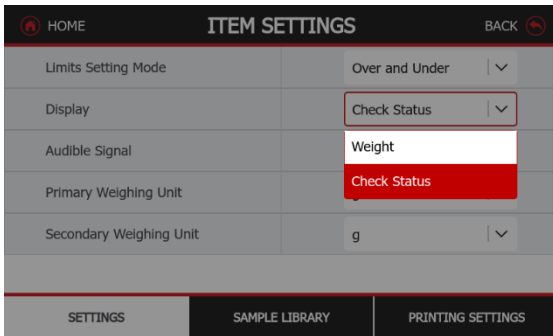 HOME
ITEM SETTINGS
BACK
Limits Setting Mode
Over and Under
Display
Check Status
Audible Signal
Weight
Check Status
Primary Weighing Unit
Secondary Weighing Unit
g
SETTINGS
SAMPLE LIBRARY
PRINTING SETTINGS